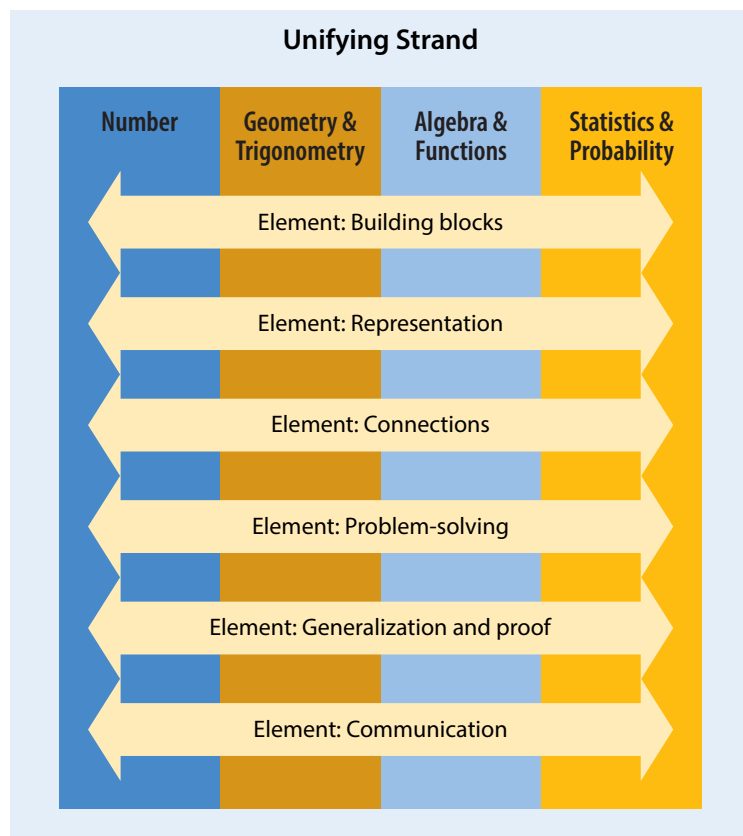 Unifying Strand
Number
Geometry &
Trigonometry
Algebra &
Functions
Statistics &
Probability
Element: Building blocks
Element: Representation
Element: Connections
Element: Problem-solving
Element: Generalization and proof
Element: Communication